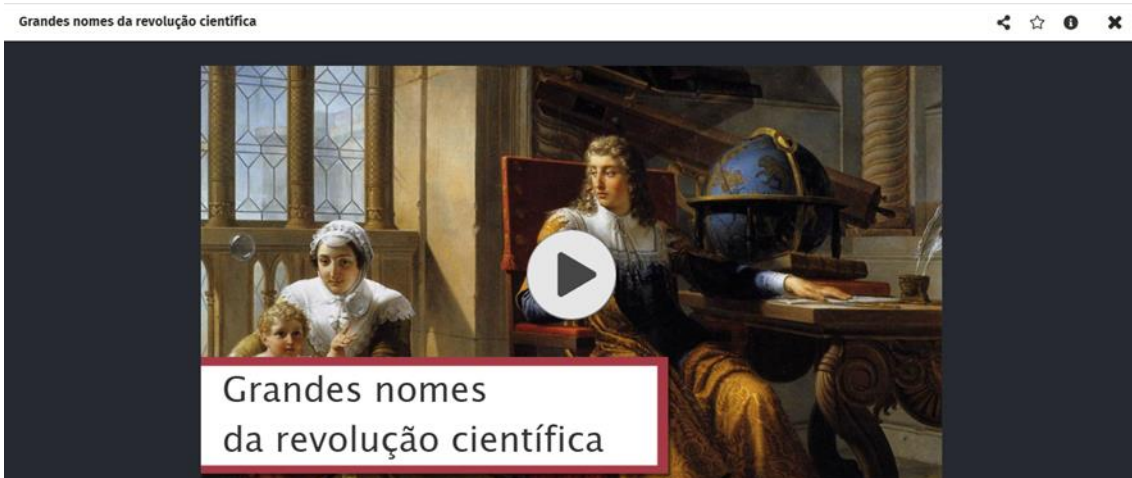 Grandes nomes da revolução científica
Grandes nomes
da revolução científica